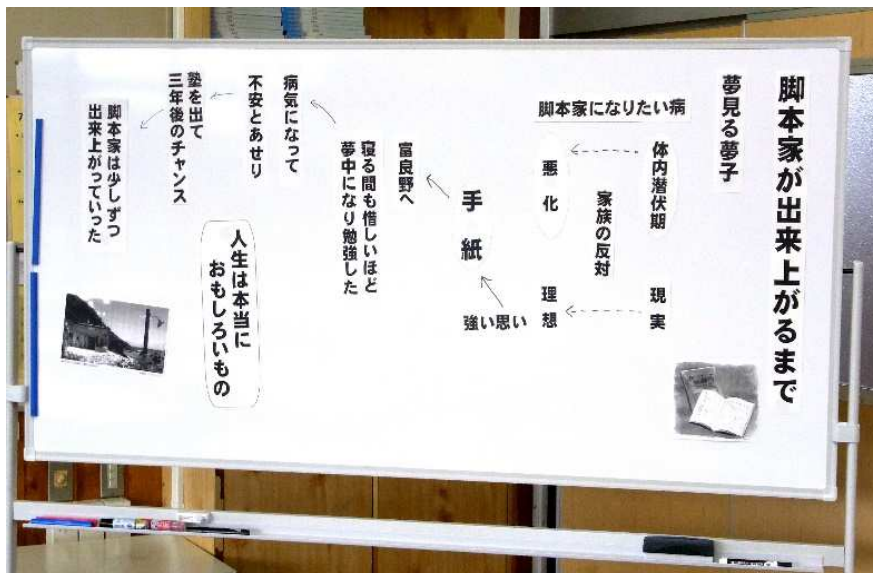 脚本家が出来上がるまで
夢見る夢子
脚本家になりたい病
体内潜伏期
悪化
家族の反対
現実
理想
強い思い
手紙
富良野へ
寝る間も惜しいほど
夢中になり勉強した
病気になって
不安とあせり
塾を出て
三年後のチャンス
脚本家は少しずつ
出来上がっていった
人生は本当に
おもしろいもの